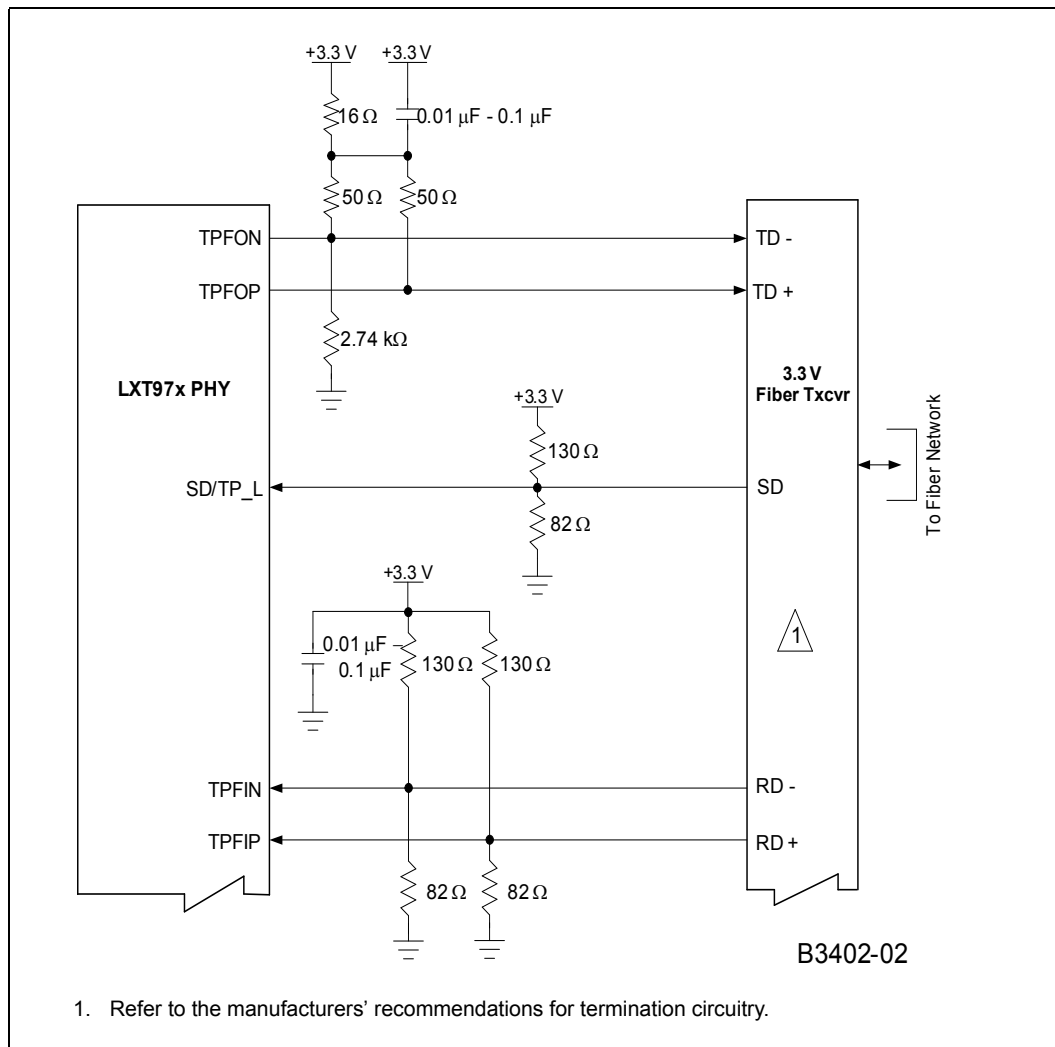 +3.3 V +3.3 V
16 Ω 0.01 μF - 0.1 μF
50 Ω 50 Ω
TPFON TD -
TPFOP TD +
2.74 kΩ
LXT97x PHY
3.3 V
Fiber Txcvr
+3.3 V
130 Ω
To Fiber Network
SD/TP_L SD
82 Ω
+3.3 V
0.01 μF –
0.1 μF
130 Ω 130 Ω
1
TPFIN RD -
TPFIP RD +
82 Ω 82 Ω
B3402-02
1. Refer to the manufacturers’ recommendations for termination circuitry.